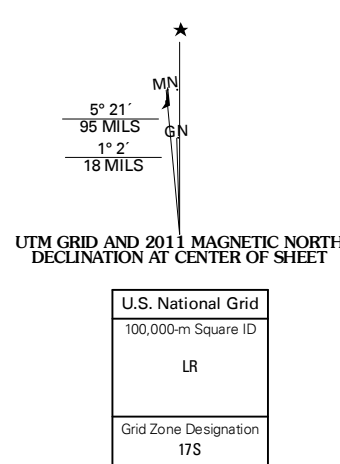 ★
MN
5° 21´
95 MILS
GN
1° 2´
18 MILS
UTM GRID AND 2011 MAGNETIC NORTH
DECLINATION AT CENTER OF SHEET
U.S. National Grid
100,000-m Square ID
LR
Grid Zone Designation
17S